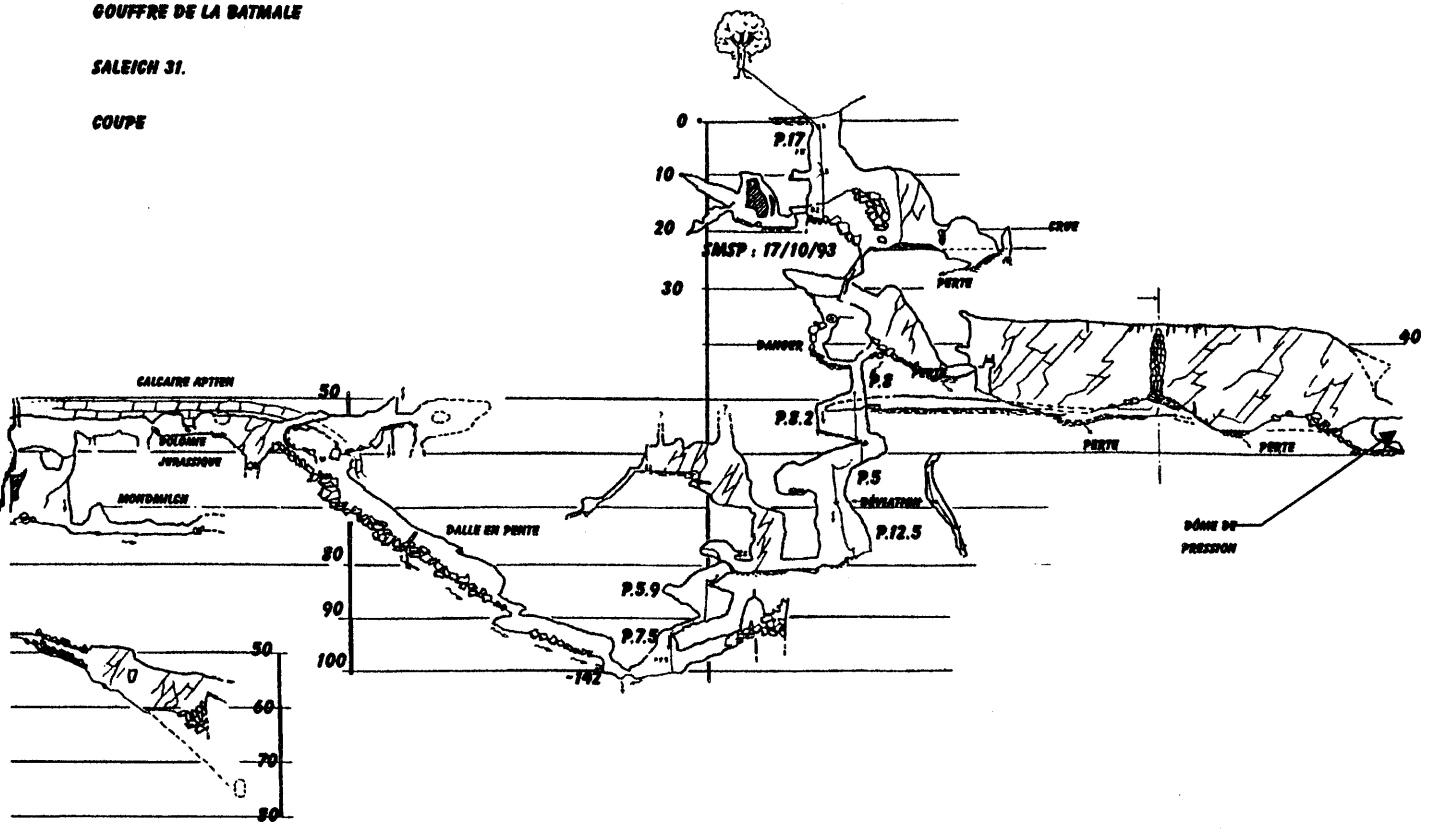 GOUFFRE DE LA BATMALE
SALEICH 31.
COUPE
0
P.17
10
20
CRUE
SMSP : 17/10/93
PERTE
30
DANGER
40
CALCAIRE APTIEN
50
P.8
PERTE
P.8.2
DOLOMIE
JURASSIQUE
PERTE
PERTE
P.5
MONDMILCH
DÉVIATION
DALLE EN PENTE
P.12.5
DÔME DE
PRESSION
80
P.5.9
90
P.7.5
50
100
-142
60
70
80